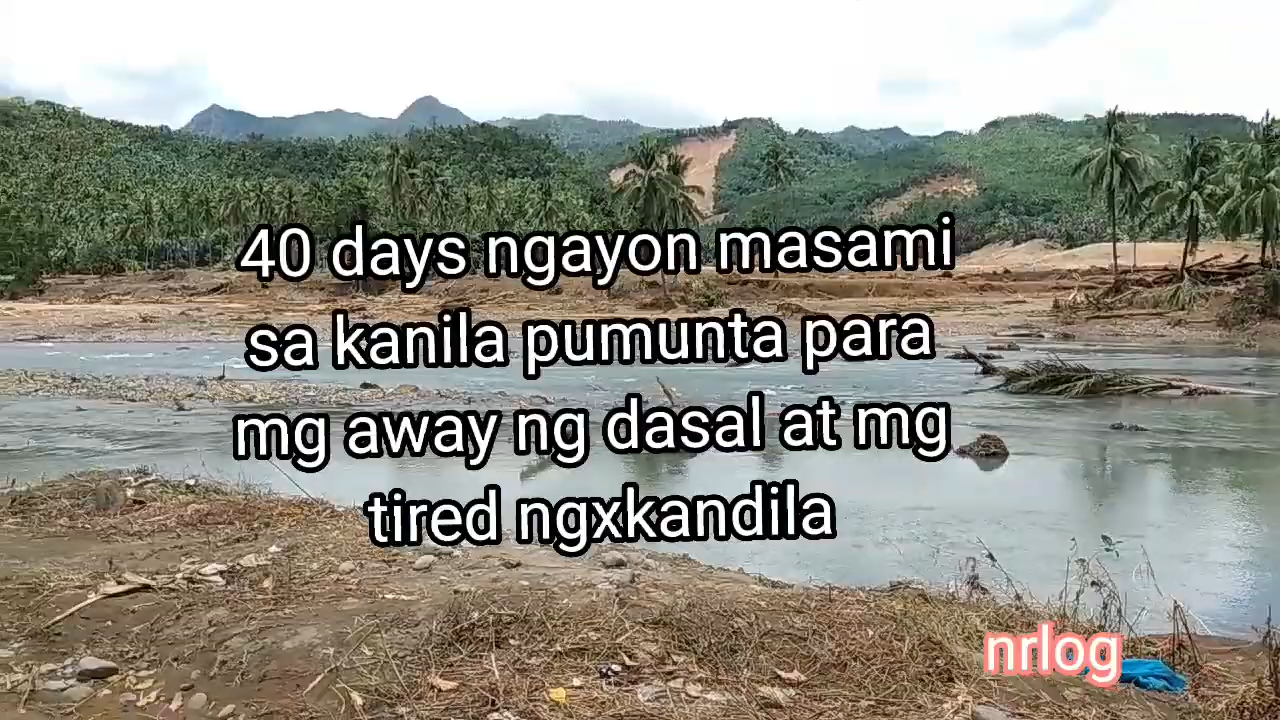 40 days ngayon masami
sa kanila pumunta para
mg away ng dasal at mg
tired ngxkandila
nrlog